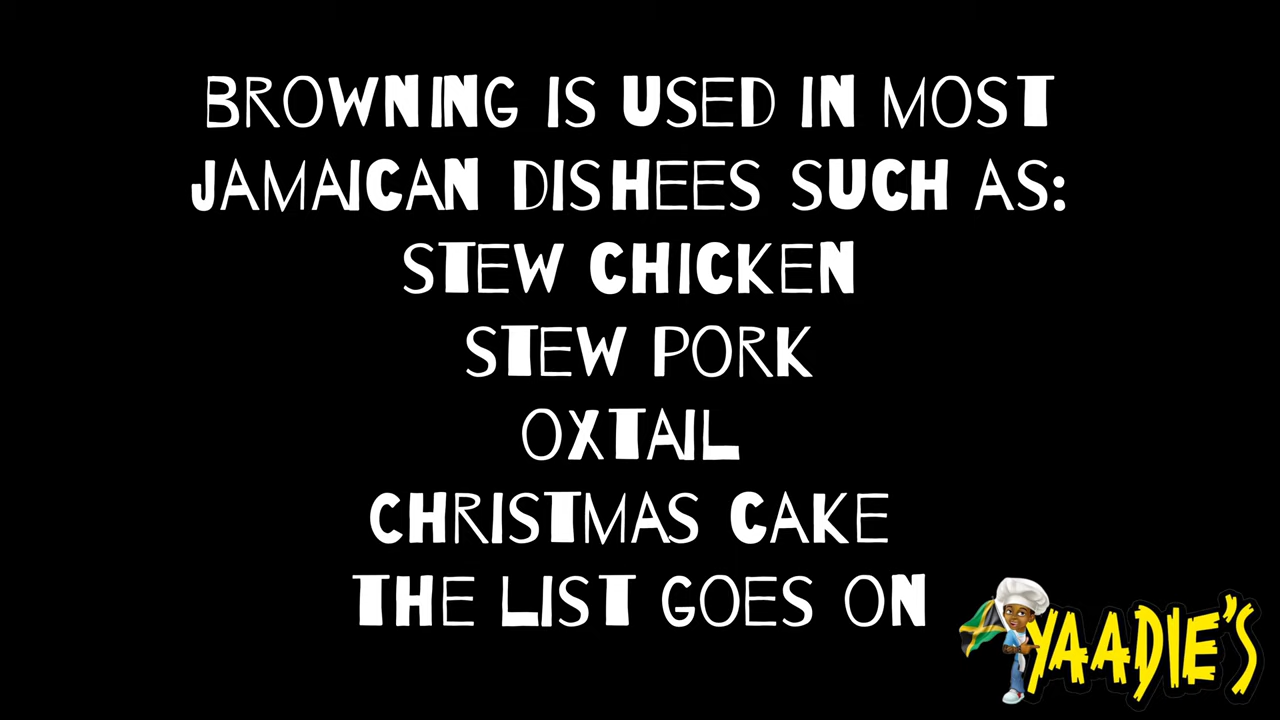 BROWNING IS USED IN MOST
JAMAICAN DISHEES SUCH AS:
STEW CHICKEN
STEW PORK
OXTAIL
CHRISTMAS CAKE
THE LIST GOES ON
YAADIE'S